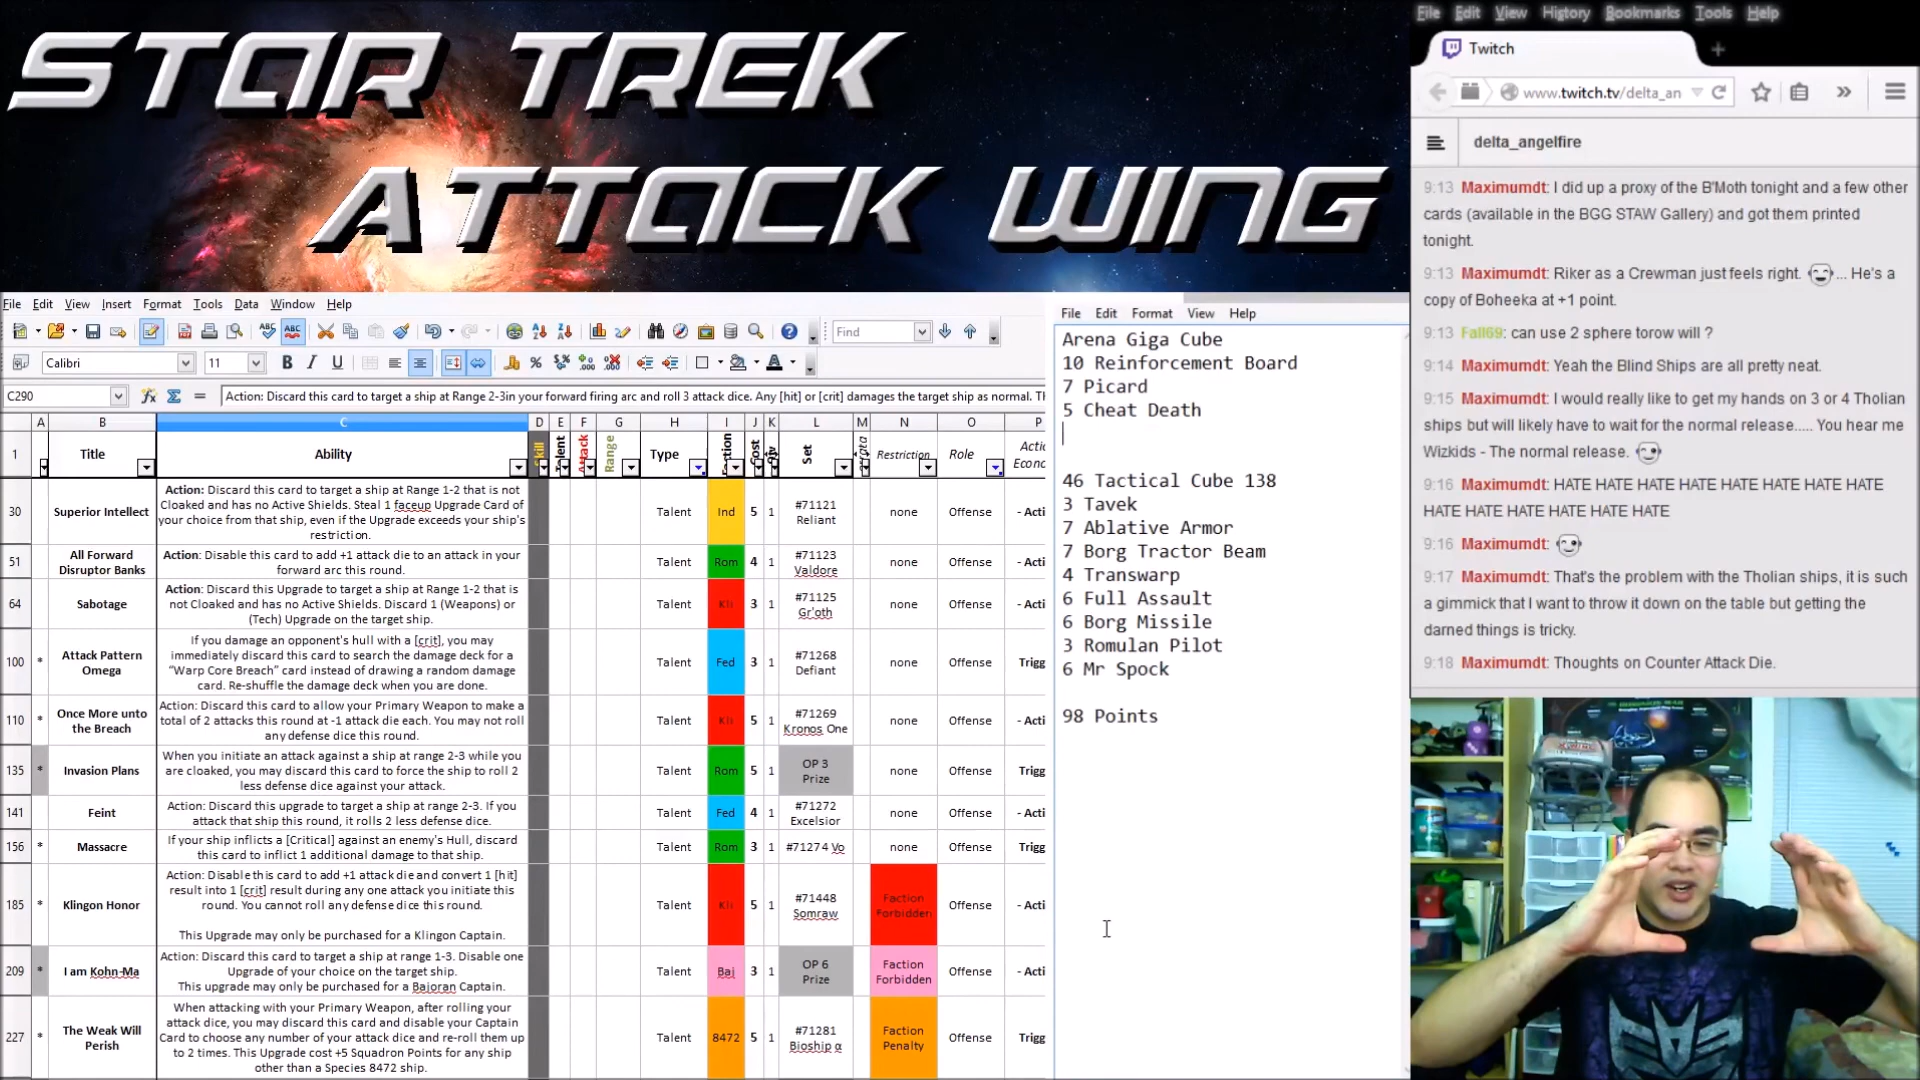 STAR TREK
ATTACK WING
File Edit View Insert Format Tools Data Window Help
Find
Calibri 11 B I U
C290 Action: Discard this card to target a ship at Range 2-3in your forward firing arc and roll 3 attack dice. Any [hit] or [crit] damages the target ship as normal.
A B C D E F G H I J K L M N O P
1 Title Ability Skill Talent Attack Range Type Faction Cost Set Restriction Role
30 Superior Intellect
Action: Discard this card to target a ship at Range 1-2 that is not
Cloaked and has no Active Shields. Steal 1 faceup Upgrade Card of
your choice from that ship, even if the Upgrade exceeds your ship's
restriction.
Talent Ind 5 1 #71121 Reliant none Offense - Acti
51 All Forward
Disruptor Banks
Action: Disable this card to add +1 attack die to an attack in your
forward arc this round.
Talent Rom 4 1 #71123 Valdore none Offense
64 Sabotage
Action: Discard this Upgrade to target a ship at Range 1-2 that is
not Cloaked and has no Active Shields. Discard 1 (Weapons) or
(Tech) Upgrade on the target ship.
Talent Kli 3 1 #71125 Gr'oth none Offense - Acti
100 * Attack Pattern
Omega
If you damage an opponent's hull with a [crit], you may
immediately discard this card to search the damage deck for a
“Warp Core Breach” card instead of drawing a random damage
card. Re-shuffle the damage deck when you are done.
Talent Fed 3 1 #71268 Defiant none Offense Trigg
110 * Once More unto
the Breach
Action: Discard this card to allow your Primary Weapon to make a
total of 2 attacks this round at -1 attack die each. You may not roll
any defense dice this round.
Talent Kli 5 1 #71269 Kronos One none Offense - Acti
135 * Invasion Plans
When you initiate an attack against a ship at range 2-3 while you
are cloaked, you may discard this card to force the ship to roll 2
less defense dice against your attack.
Talent Rom 5 1 OP 3 Prize none Offense Trigg
141 * Feint
Action: Discard this upgrade to target a ship at range 2-3. If you
attack that ship this round, it rolls 2 less defense dice.
Talent Fed 4 1 #71272 Excelsior none Offense - Acti
156 * Massacre
If your ship inflicts a [Critical] against an enemy's Hull, discard
this card to inflict 1 additional damage to that ship.
Talent Rom 3 1 #71274 Vo none Offense Trigg
185 * Klingon Honor
Action: Disable this card to add +1 attack die and convert 1 [hit]
result into 1 [crit] result during any one attack you initiate this
round. You cannot roll any defense dice this round.
This Upgrade may only be purchased for a Klingon Captain.
Talent Kli 5 1 #71448 Somraw Faction Forbidden Offense - Acti
209 * I am Kohn-Ma
Action: Discard this card to target a ship at range 1-3. Disable one
Upgrade of your choice on the target ship.
This upgrade may only be purchased for a Bajoran Captain.
Talent Baj 3 1 OP 6 Prize Faction Forbidden Offense - Acti
227 * The Weak Will
Perish
When attacking with your Primary Weapon, after rolling your
attack dice, you may discard this card and disable your Captain
Card to choose any number of your attack dice and re-roll them up
to 2 times. This Upgrade cost +5 Squadron Points for any ship
other than a Species 8472 ship.
Talent 8472 5 1 #71281 Bioship α Faction Penalty Offense Trigg
File Edit Format View Help
Arena Giga Cube
10 Reinforcement Board
7 Picard
5 Cheat Death
46 Tactical Cube 138
3 Tavek
7 Ablative Armor
7 Borg Tractor Beam
4 Transwarp
6 Full Assault
6 Borg Missile
3 Romulan Pilot
6 Mr Spock
98 Points
File Edit View History Bookmarks Tools Help
Twitch
www.twitch.tv/delta_an
delta_angelfire
9:13 Maximumdt: I did up a proxy of the B'Moth tonight and a few other
cards (available in the BGG STAW Gallery) and got them printed
tonight.
9:13 Maximumdt: Riker as a Crewman just feels right. ... He's a
copy of Boheeka at +1 point.
9:13 Fall69: can use 2 sphere torow will ?
9:14 Maximumdt: Yeah the Blind Ships are all pretty neat.
9:15 Maximumdt: I would really like to get my hands on 3 or 4 Tholian
ships but will likely have to wait for the normal release..... You hear me
Wizkids - The normal release.
9:16 Maximumdt: HATE HATE HATE HATE HATE HATE HATE HATE
HATE HATE HATE HATE HATE HATE
9:16 Maximumdt:
9:17 Maximumdt: That's the problem with the Tholian ships, it is such
a gimmick that I want to throw it down on the table but getting the
darned things is tricky.
9:18 Maximumdt: Thoughts on Counter Attack Die.